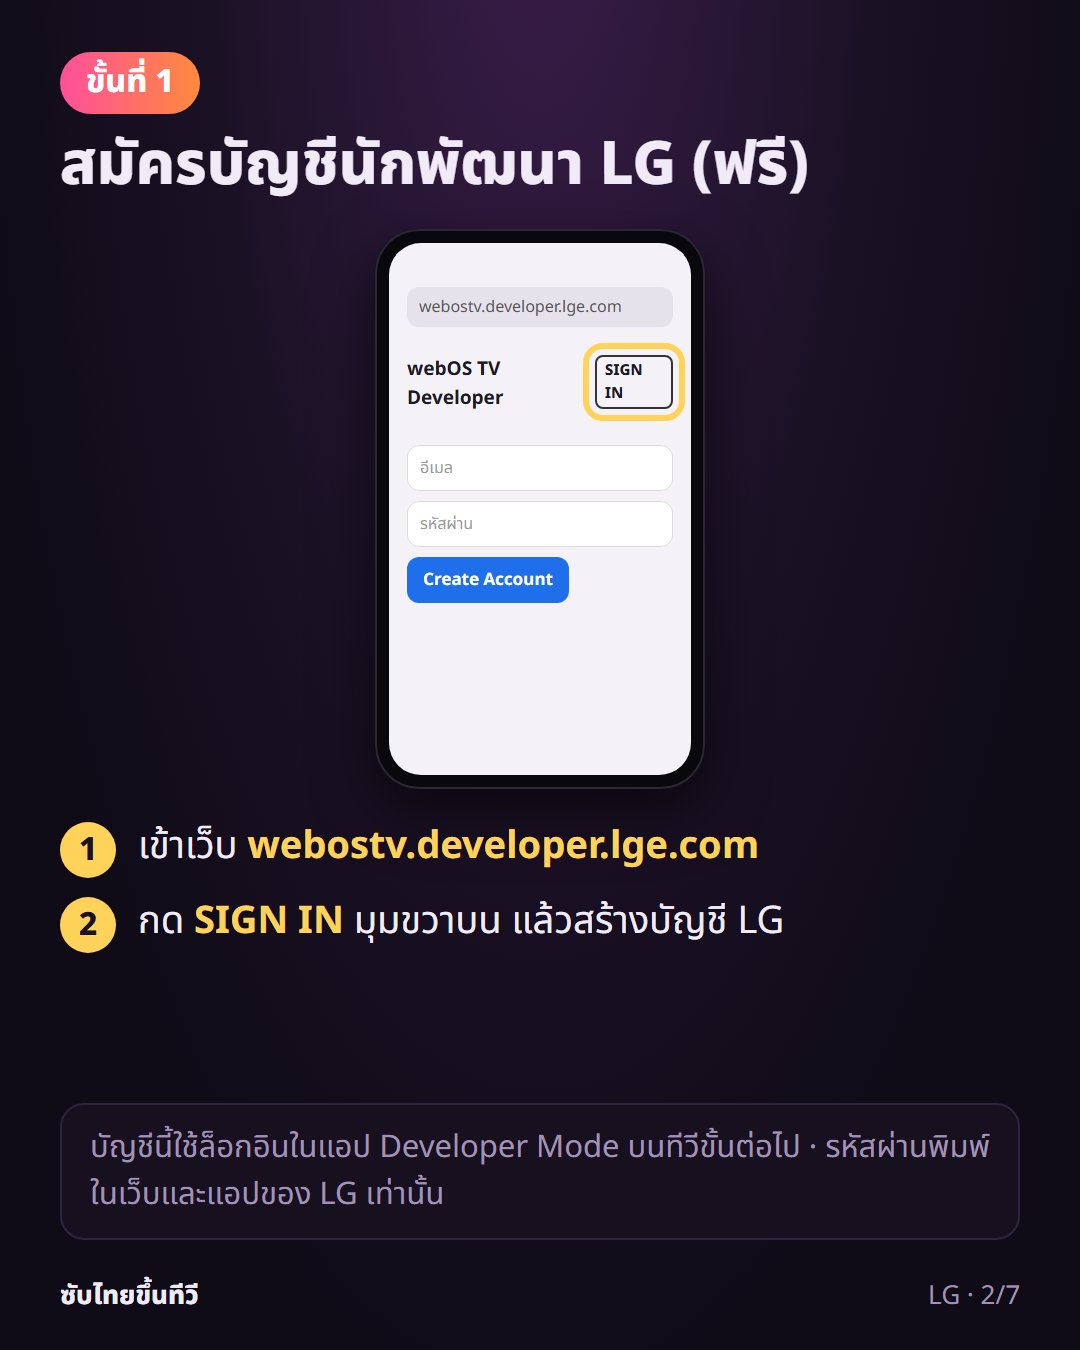 ขั้นที่ 1
สมัครบัญชีนักพัฒนา LG (ฟรี)
webostv.developer.lge.com
webOS TV
Developer
SIGN
IN
อีเมล
รหัสผ่าน
Create Account
1 เข้าเว็บ webostv.developer.lge.com
2 กด SIGN IN มุมขวาบน แล้วสร้างบัญชี LG
บัญชีนี้ใช้ล็อกอินในแอป Developer Mode บนทีวีขั้นต่อไป · รหัสผ่านพิมพ์
ในเว็บและแอปของ LG เท่านั้น
ซับไทยขึ้นทีวี
LG · 2/7